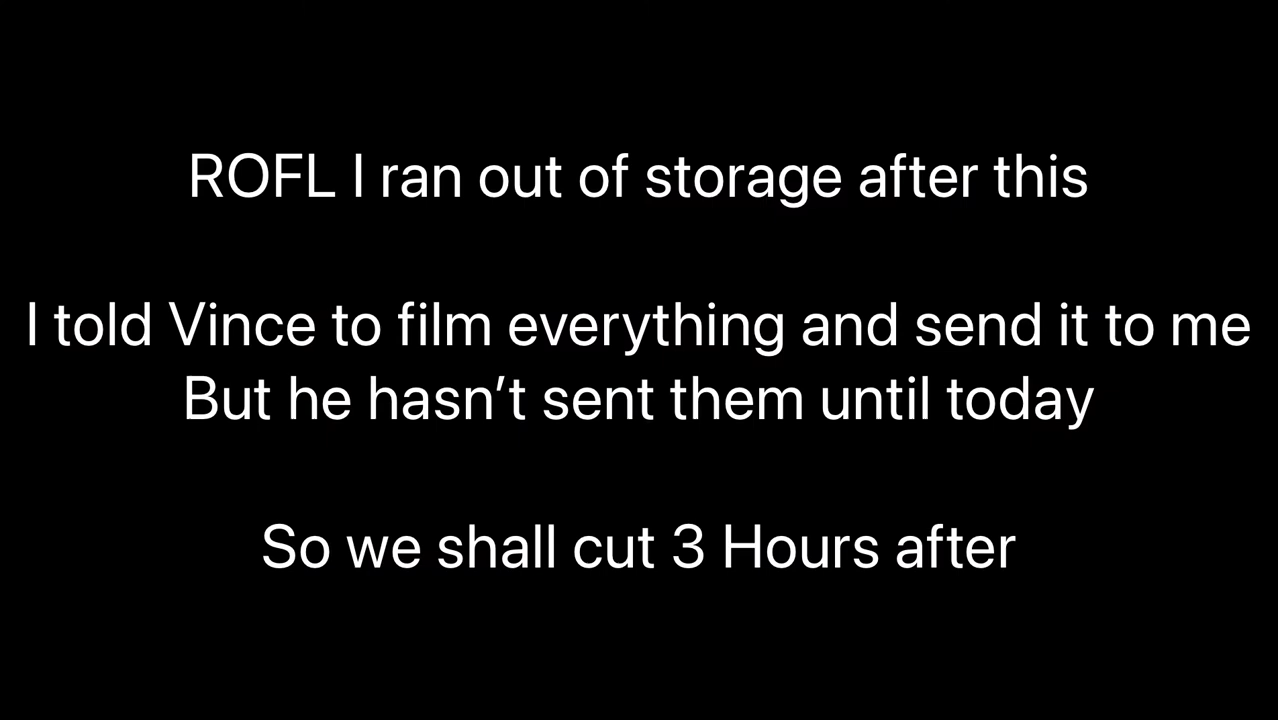 ROFL I ran out of storage after this
I told Vince to film everything and send it to me
But he hasn’t sent them until today
So we shall cut 3 Hours after